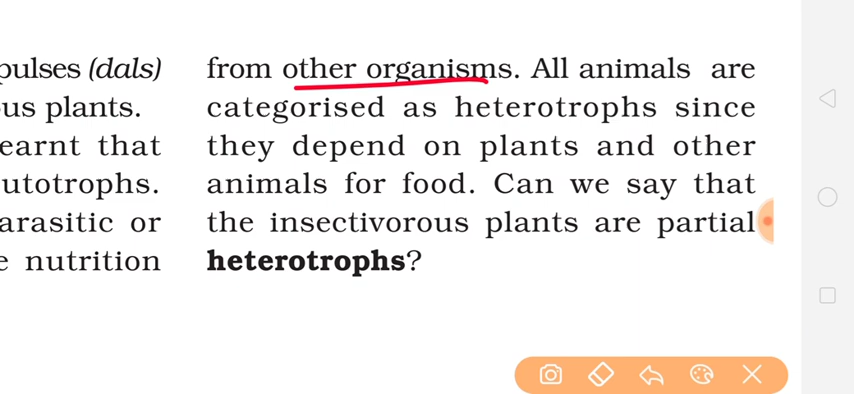 pulses (dals)
us plants.
earnt that
utotrophs.
arasitic or
e nutrition
from other organisms. All animals are
categorised as heterotrophs since
they depend on plants and other
animals for food. Can we say that
the insectivorous plants are partial
heterotrophs?